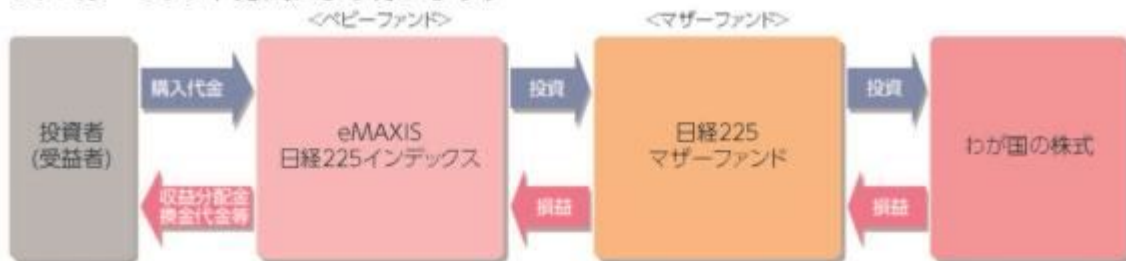 <ベビーファンド>
<マザーファンド>
投資者
(受益者)
購入代金
収益分配金
換金代金等
eMAXIS
日経225インデックス
投資
損益
日経225
マザーファンド
投資
損益
わが国の株式